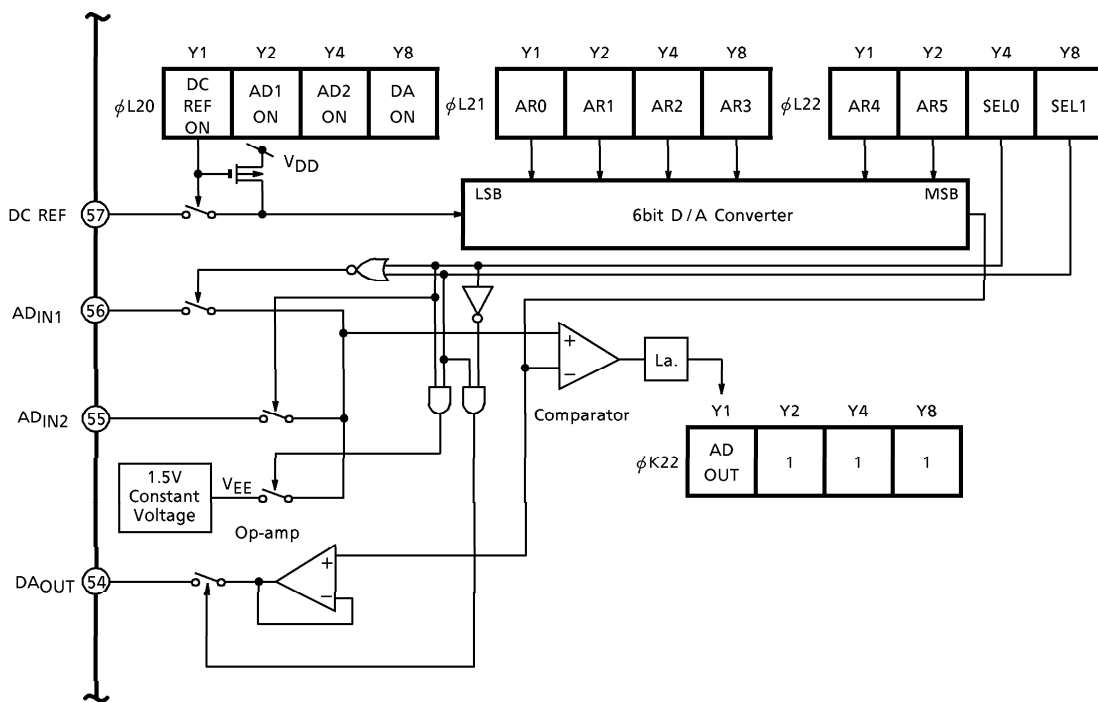 Y1 Y2 Y4 Y8 Y1 Y2 Y4 Y8 Y1 Y2 Y4 Y8
φL20
DC
REF
ON
AD1
ON
AD2
ON
DA
ON
φL21
AR0 AR1 AR2 AR3
φL22
AR4 AR5 SEL0 SEL1
VDD
LSB
6bit D/A Converter
MSB
DC REF
57
ADIN1
56
+
−
La.
Comparator
ADIN2
55
Y1 Y2 Y4 Y8
φK22
AD
OUT
1 1 1
1.5V
Constant
Voltage
VEE
Op-amp
+
−
DAOUT
54